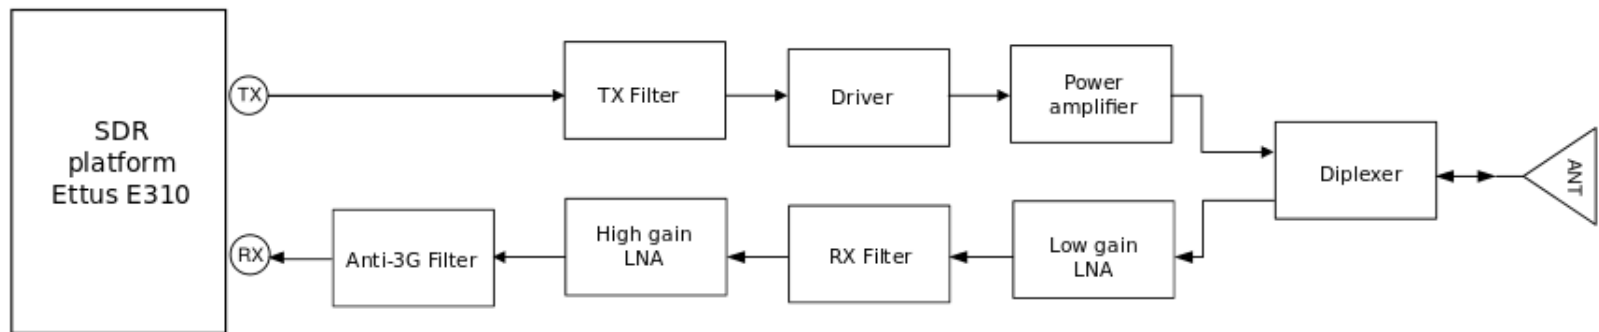 SDR
platform
Ettus E310
TX
TX Filter
Driver
Power
amplifier
Diplexer
ANT
RX
Anti-3G Filter
High gain
LNA
RX Filter
Low gain
LNA